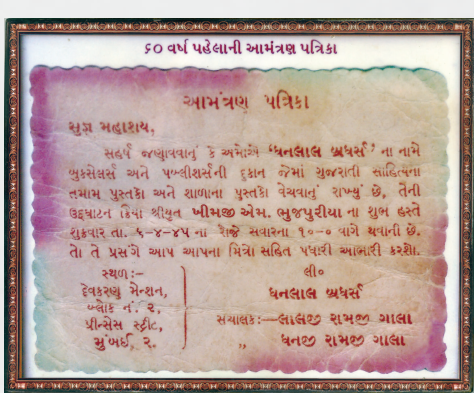 ૬૦ વર્ષ પહેલાની આમંત્રણ પત્રિકા
આમંત્રણ પત્રિકા
સુજ્ઞ મહાશય,
સહર્ષ જણાવવાનું કે અમોએ ‘ધનલાલ બ્રધર્સ’ ના નામે
બુકસેલર્સ અને પબ્લીશર્સની દુકાન જેમાં ગુજરાતી સાહિત્યના
તમામ પુસ્તકો અને શાળાના પુસ્તકો વેચવાનું રાખ્યું છે, તેની
ઉદ્દઘાટન ક્રિયા શ્રીયુત ખીમજી એમ. ભુજપુરીયા ના શુભ હસ્તે
શુક્રવાર તા. ૬-૪-૪૫ ના રોજે સવારના ૧૦-૦ વાગે થવાની છે.
તો તે પ્રસંગે આપ આપના મિત્રો સહિત પધારી આભારી કરશો.
સ્થળ:-
દેવકરણ મેન્શન,
બ્લોક નં. ૨,
પ્રીન્સેસ સ્ટ્રીટ,
મુંબઈ, ૨.
લી૦
ધનલાલ બ્રધર્સ
સંચાલક:—લાલજી રામજી ગાલા
,, ધનજી રામજી ગાલા